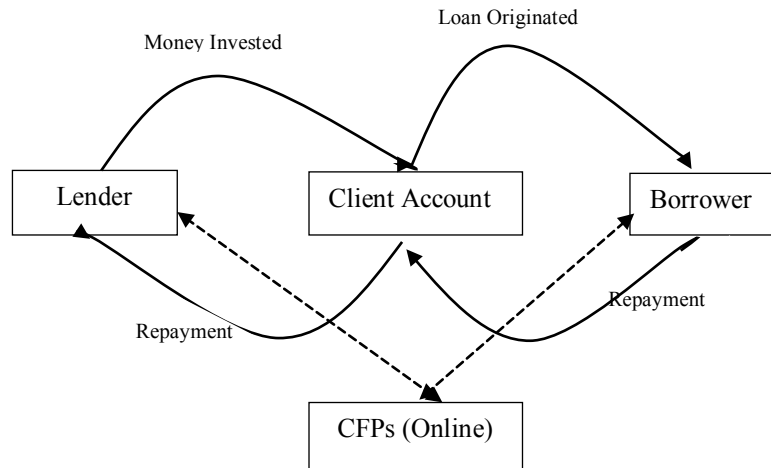 Loan Originated
Money Invested
Lender
Client Account
Borrower
Repayment
Repayment
CFPs (Online)